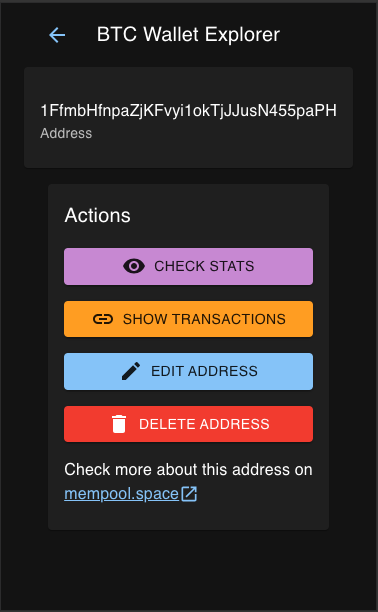 BTC Wallet Explorer
1FfmbHfnpaZjKFvyi1okTjJJusN455paPH
Address
Actions
CHECK STATS
SHOW TRANSACTIONS
EDIT ADDRESS
DELETE ADDRESS
Check more about this address on
mempool.space